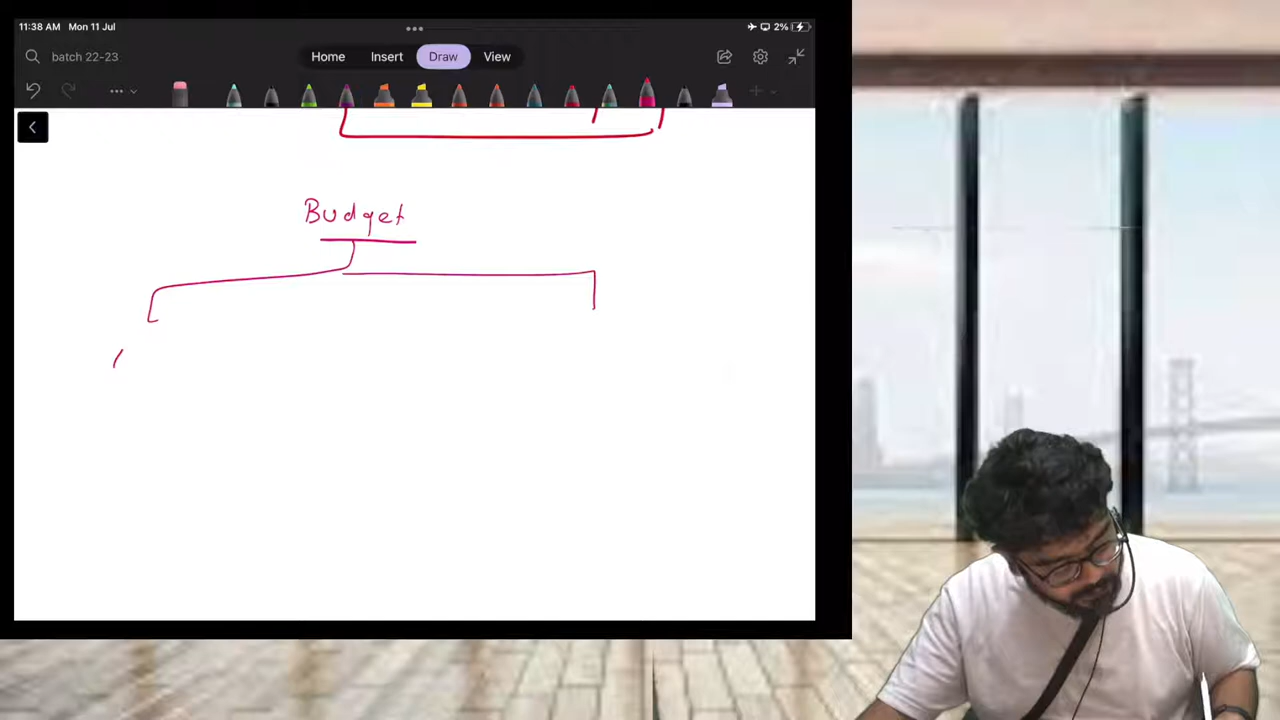 11:38 AM Mon 11 Jul
2%
batch 22-23
Home
Insert
Draw
View
Budget